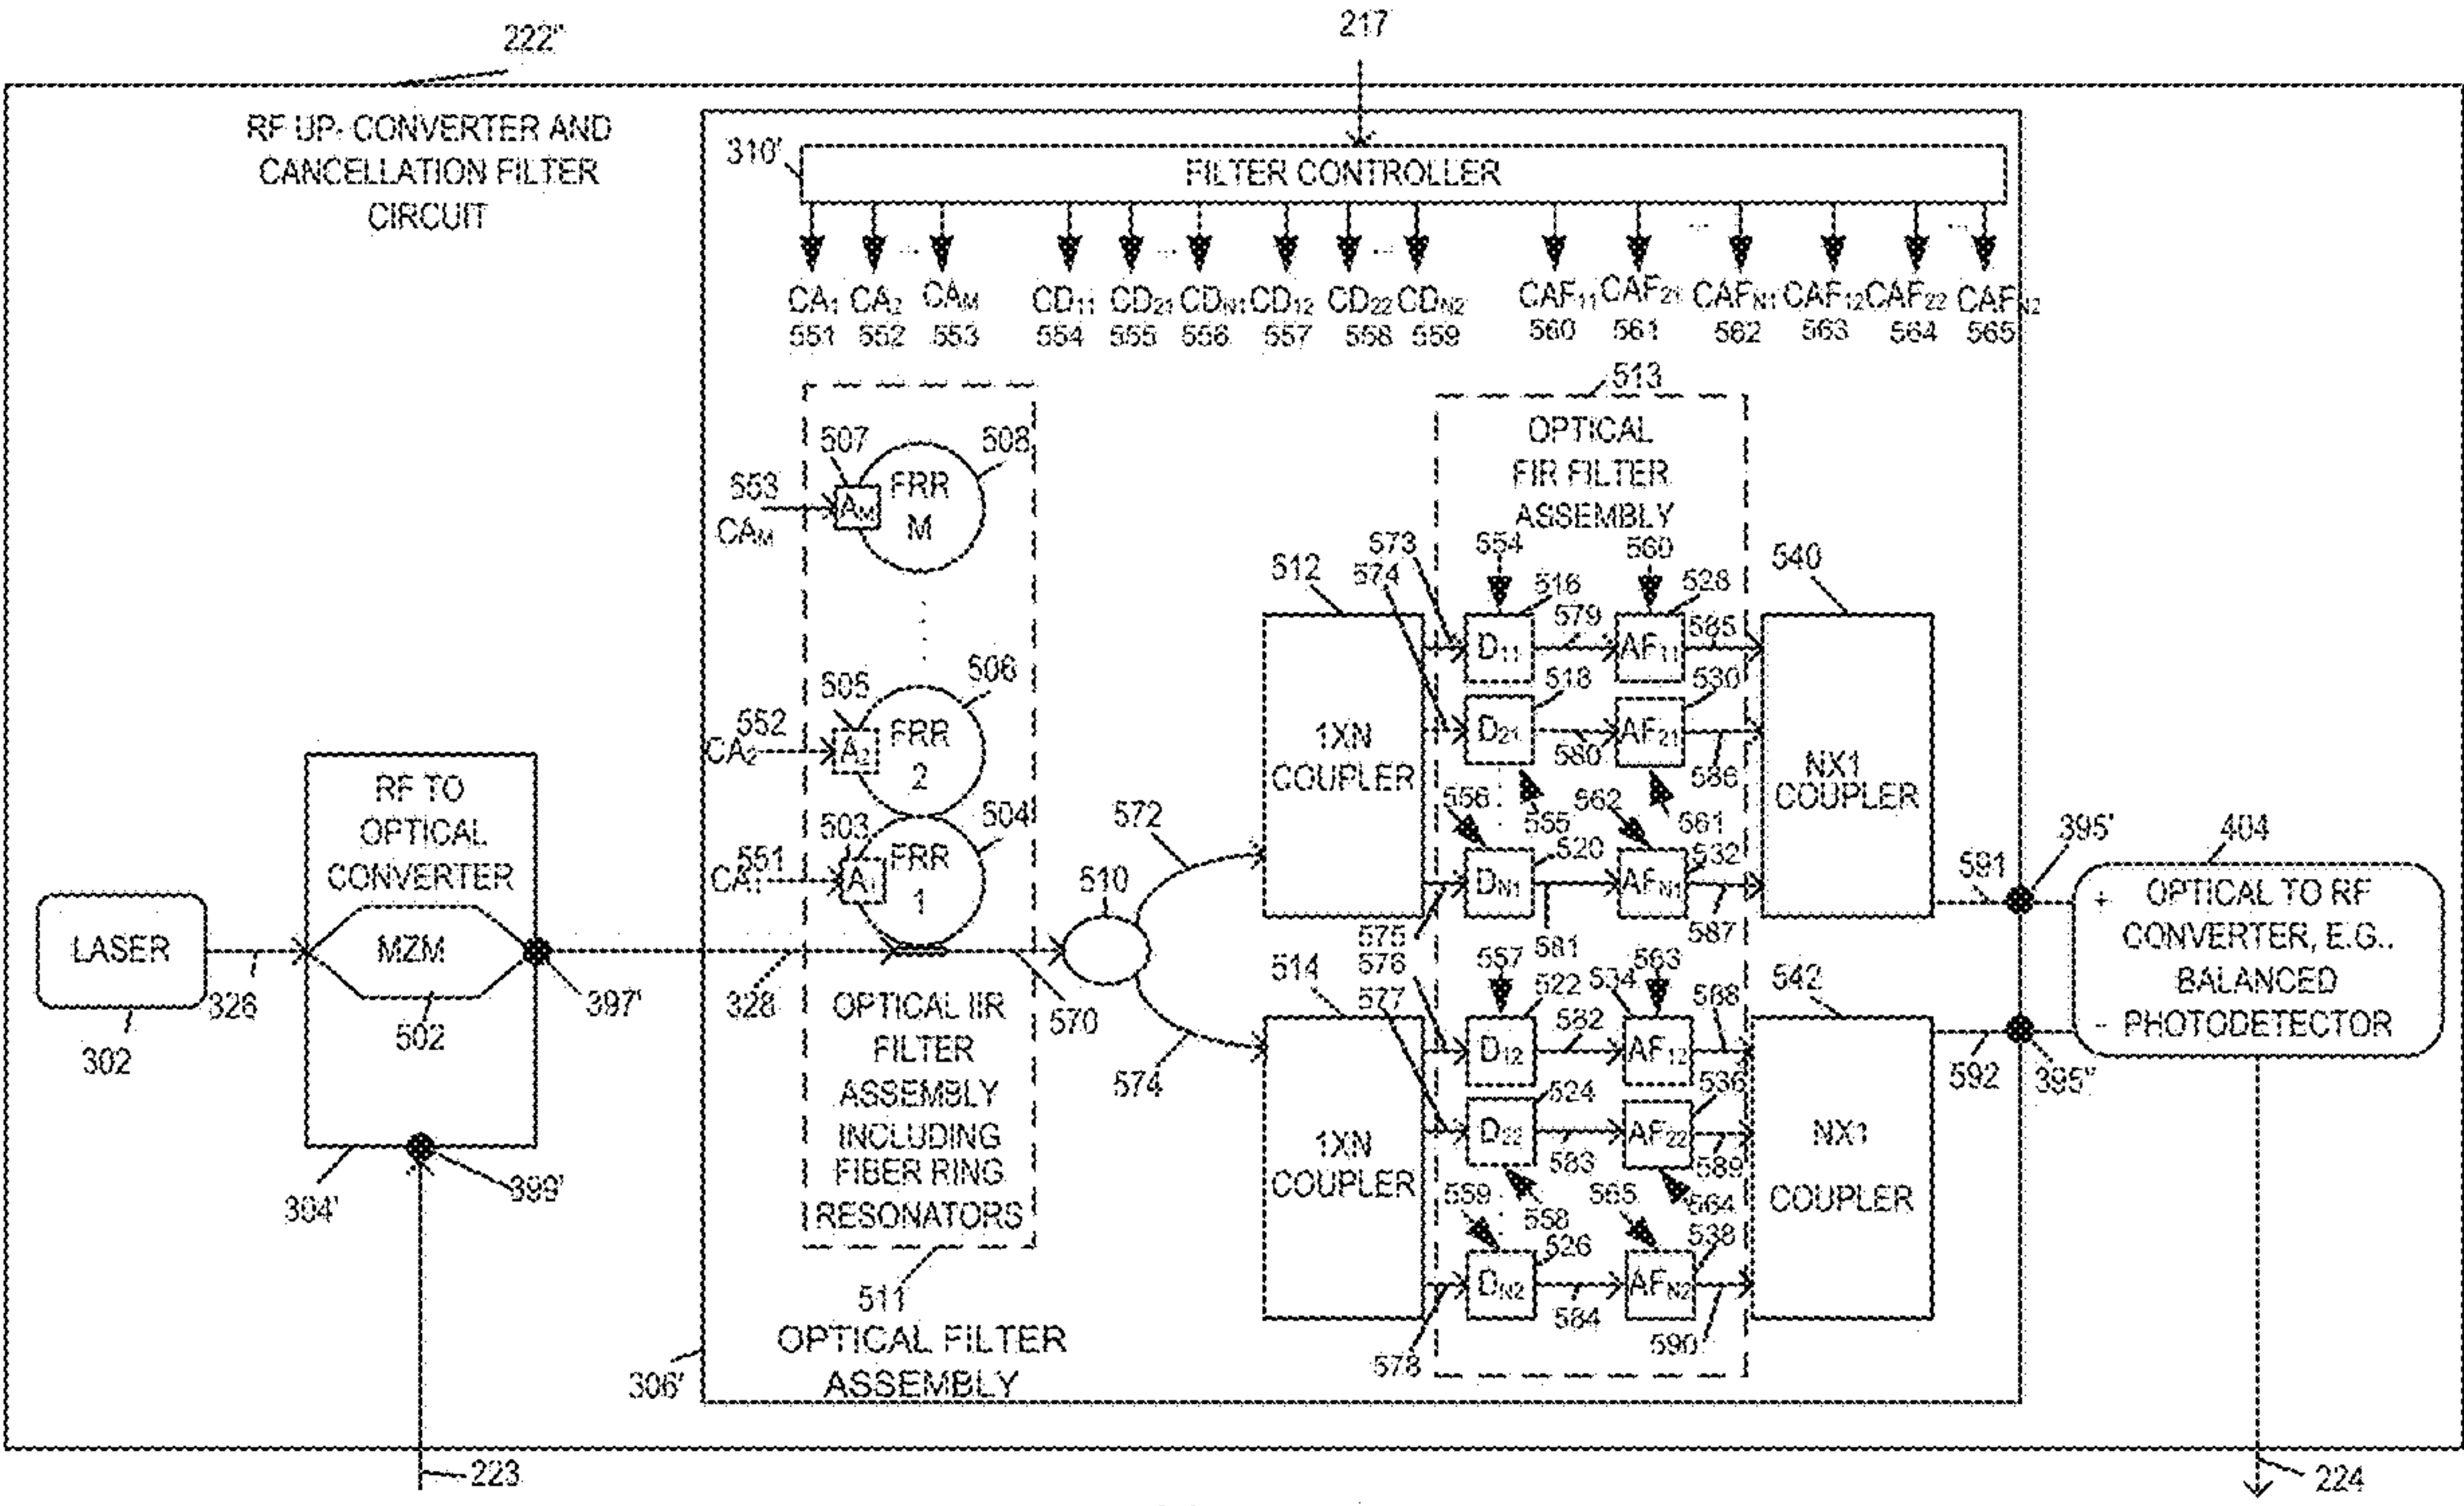 222"
217
RF UP- CONVERTER AND
CANCELLATION FILTER
CIRCUIT
310'
FILTER CONTROLLER
CA₁ CA₂ CAM CD₁₁ CD₂₁ CDN1 CD₁₂ CD₂₂ CDN2 CAF₁₁ CAF₂₁ CAFN1 CAF₁₂ CAF₂₂ CAFN2
551 552 553 554 555 556 557 558 559 560 561 562 563 564 565
513
OPTICAL
FIR FILTER
ASSEMBLY
507 508
FRR
M
AM
553
CAM
505 506
FRR
2
A₂
552
CA₂
503 504
FRR
1
A₁
551
CA₁
573
574
554 560
512 516 579 528 585 540
D₁₁ AF₁₁
518 530
D₂₁ AF₂₁
580 586
1XN
COUPLER
NX1
COUPLER
556 555 562 561
520 532
DN1 AFN1
581 587
572
510
574
591 395'
404
+ OPTICAL TO RF
CONVERTER, E.G.,
BALANCED
- PHOTODETECTOR
592 395"
RF TO
OPTICAL
CONVERTER
MZM
502
LASER
302
326
397'
328
570
304'
399'
OPTICAL IIR
FILTER
ASSEMBLY
INCLUDING
FIBER RING
RESONATORS
511
OPTICAL FILTER
ASSEMBLY
306'
575
576
577
557 563
514 522 582 534 588 542
D₁₂ AF₁₂
524 536
D₂₂ AF₂₂
583 589
1XN
COUPLER
NX1
COUPLER
559 558 565 564
526 538
DN2 AFN2
584 590
578
223
224